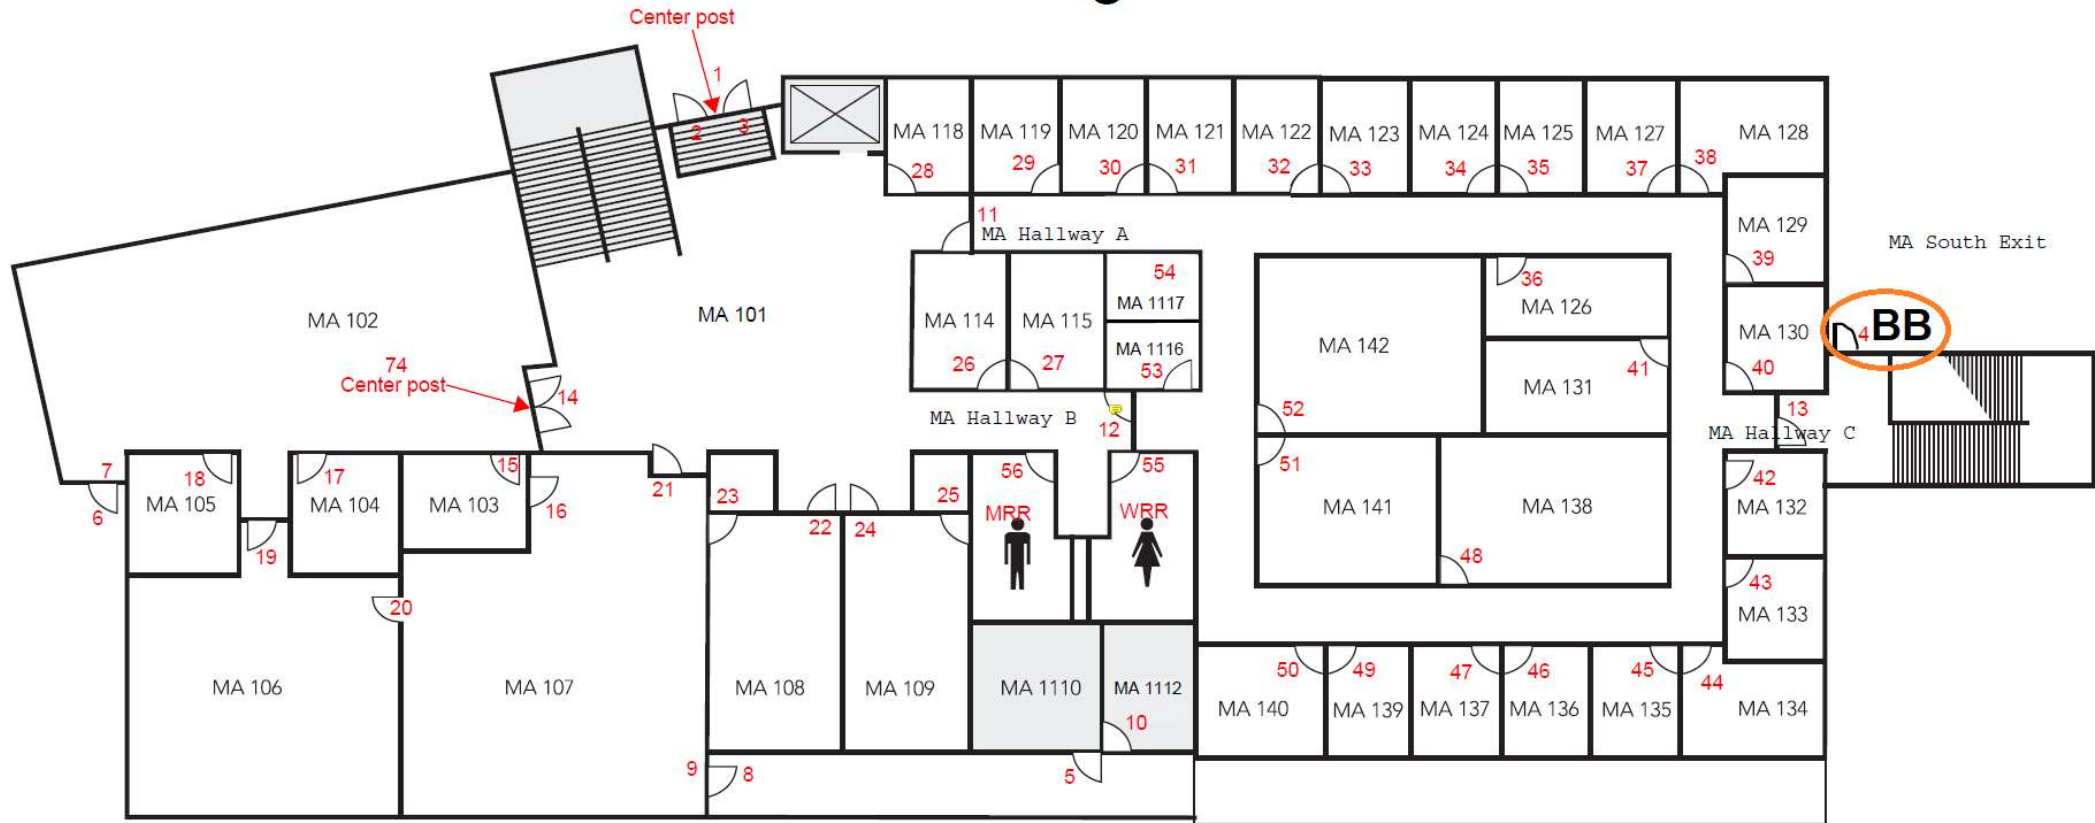 Center post
1
2
3
MA 118
MA 119
MA 120
MA 121
MA 122
MA 123
MA 124
MA 125
MA 127
MA 128
28
29
30
31
32
33
34
35
37
38
11
MA Hallway A
MA 129
39
MA South Exit
54
MA 1117
36
MA 126
MA 102
MA 101
MA 114
MA 115
MA 1116
53
26
27
MA 142
MA 130
40
4
BB
74
Center post
14
41
MA 131
52
MA Hallway B
12
13
MA Hallway C
7
6
18
MA 105
17
MA 104
15
MA 103
16
19
20
21
23
22
24
25
56
55
MRR
WRR
51
MA 141
MA 138
48
42
MA 132
43
MA 133
MA 106
MA 107
MA 108
MA 109
MA 1110
MA 1112
10
50
49
47
46
45
44
MA 140
MA 139
MA 137
MA 136
MA 135
MA 134
9
8
5